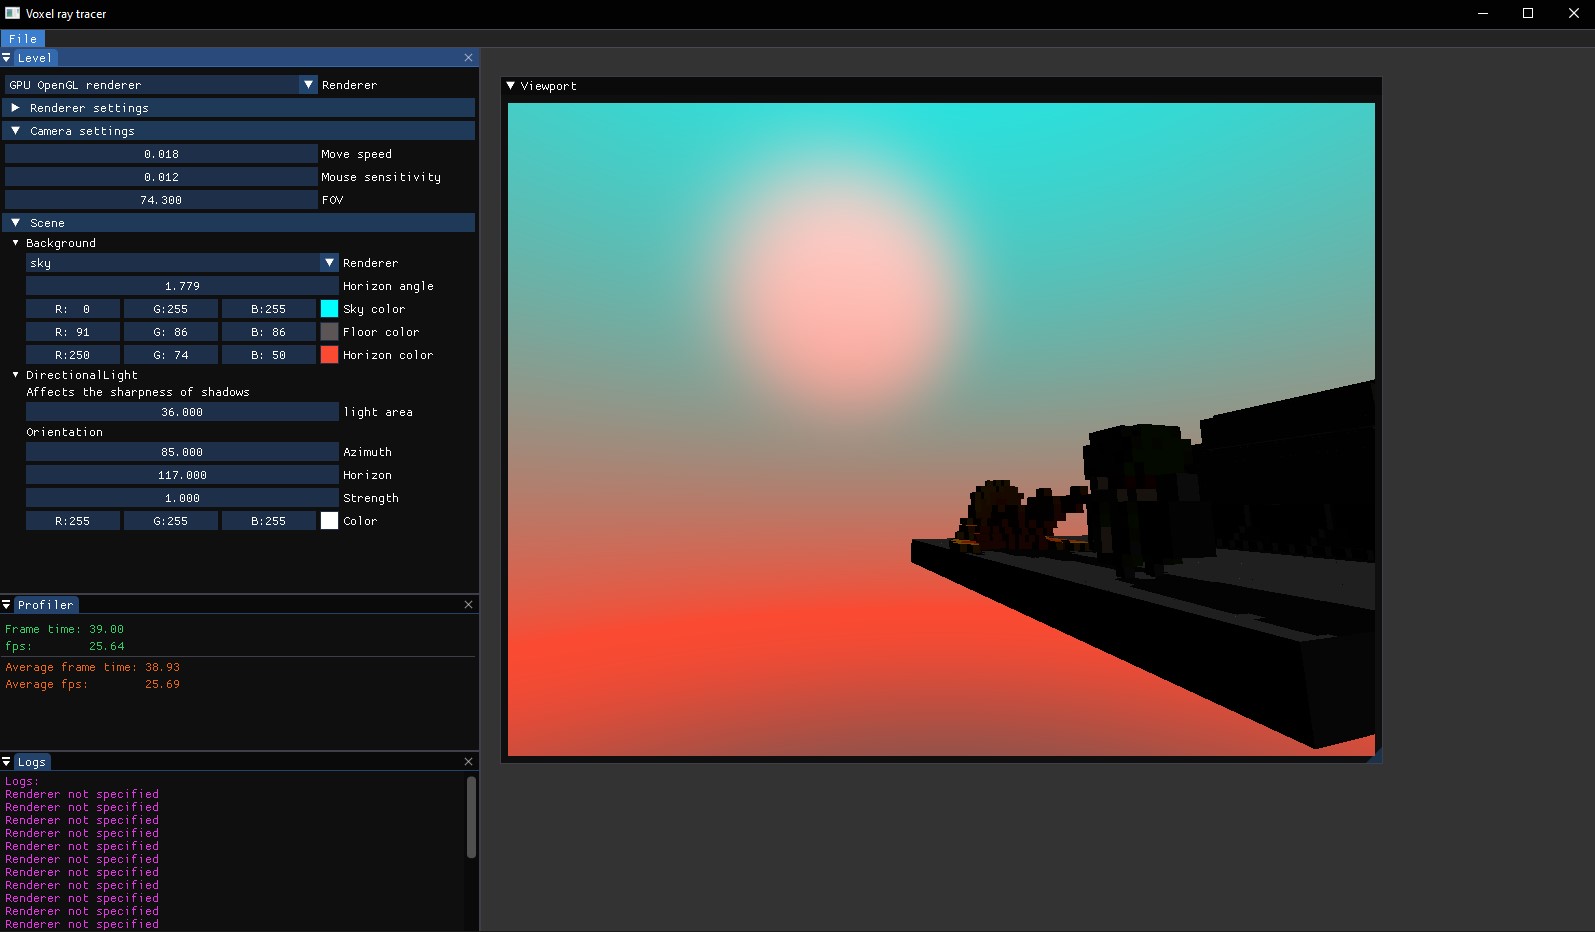 Voxel ray tracer
File
Level
GPU OpenGL renderer Renderer
Renderer settings
Camera settings
0.018 Move speed
0.012 Mouse sensitivity
74.300 FOV
Scene
Background
sky Renderer
1.779 Horizon angle
R: 0 G:255 B:255 Sky color
R: 91 G: 86 B: 86 Floor color
R:250 G: 74 B: 50 Horizon color
DirectionalLight
Affects the sharpness of shadows
36.000 light area
Orientation
85.000 Azimuth
117.000 Horizon
1.000 Strength
R:255 G:255 B:255 Color
Profiler
Frame time: 39.00
fps: 25.64
Average frame time: 38.93
Average fps: 25.69
Logs
Logs:
Renderer not specified
Renderer not specified
Renderer not specified
Renderer not specified
Renderer not specified
Renderer not specified
Renderer not specified
Renderer not specified
Renderer not specified
Renderer not specified
Renderer not specified
Viewport